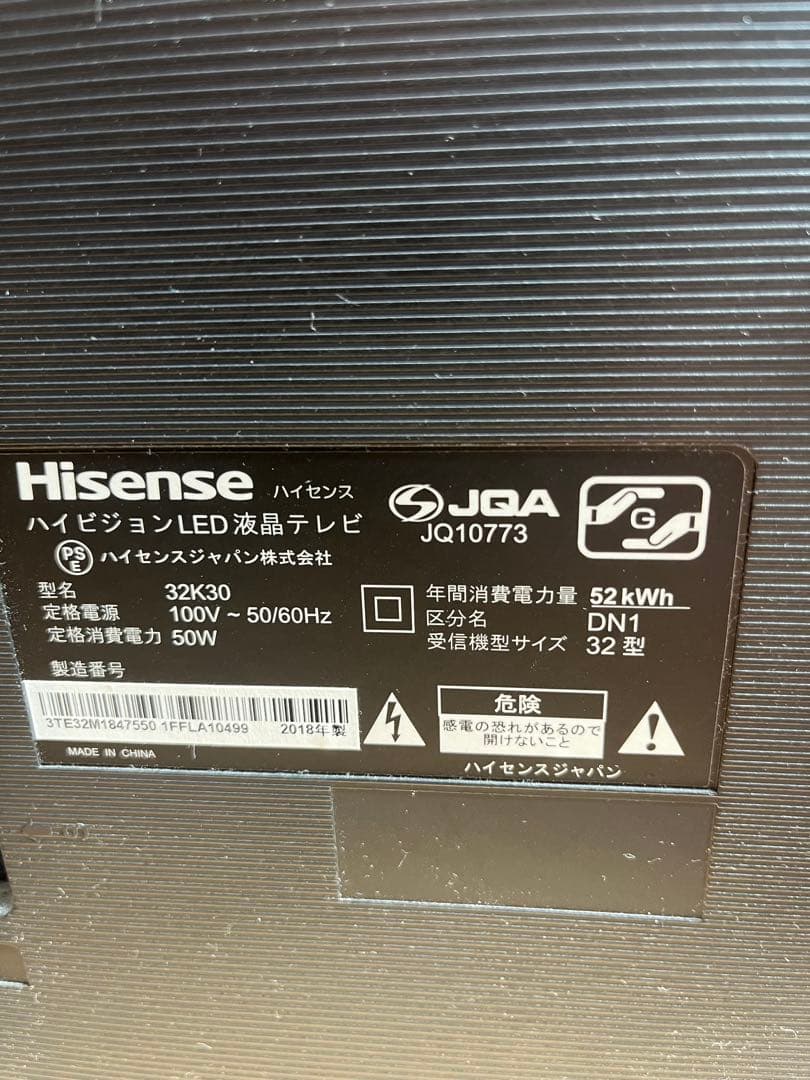 Hisense ハイセンス
ハイビジョンLED液晶テレビ
PSE ハイセンスジャパン株式会社
JQA
JQ10773
G
型名 32K30
定格電源 100V ~ 50/60Hz
定格消費電力 50W
製造番号
年間消費電力量 52kWh
区分名 DN1
受信機型サイズ 32型
3TE32M1847550 1FFLA10499 2018年製
MADE IN CHINA
危険
感電の恐れがあるので
開けないこと
ハイセンスジャパン